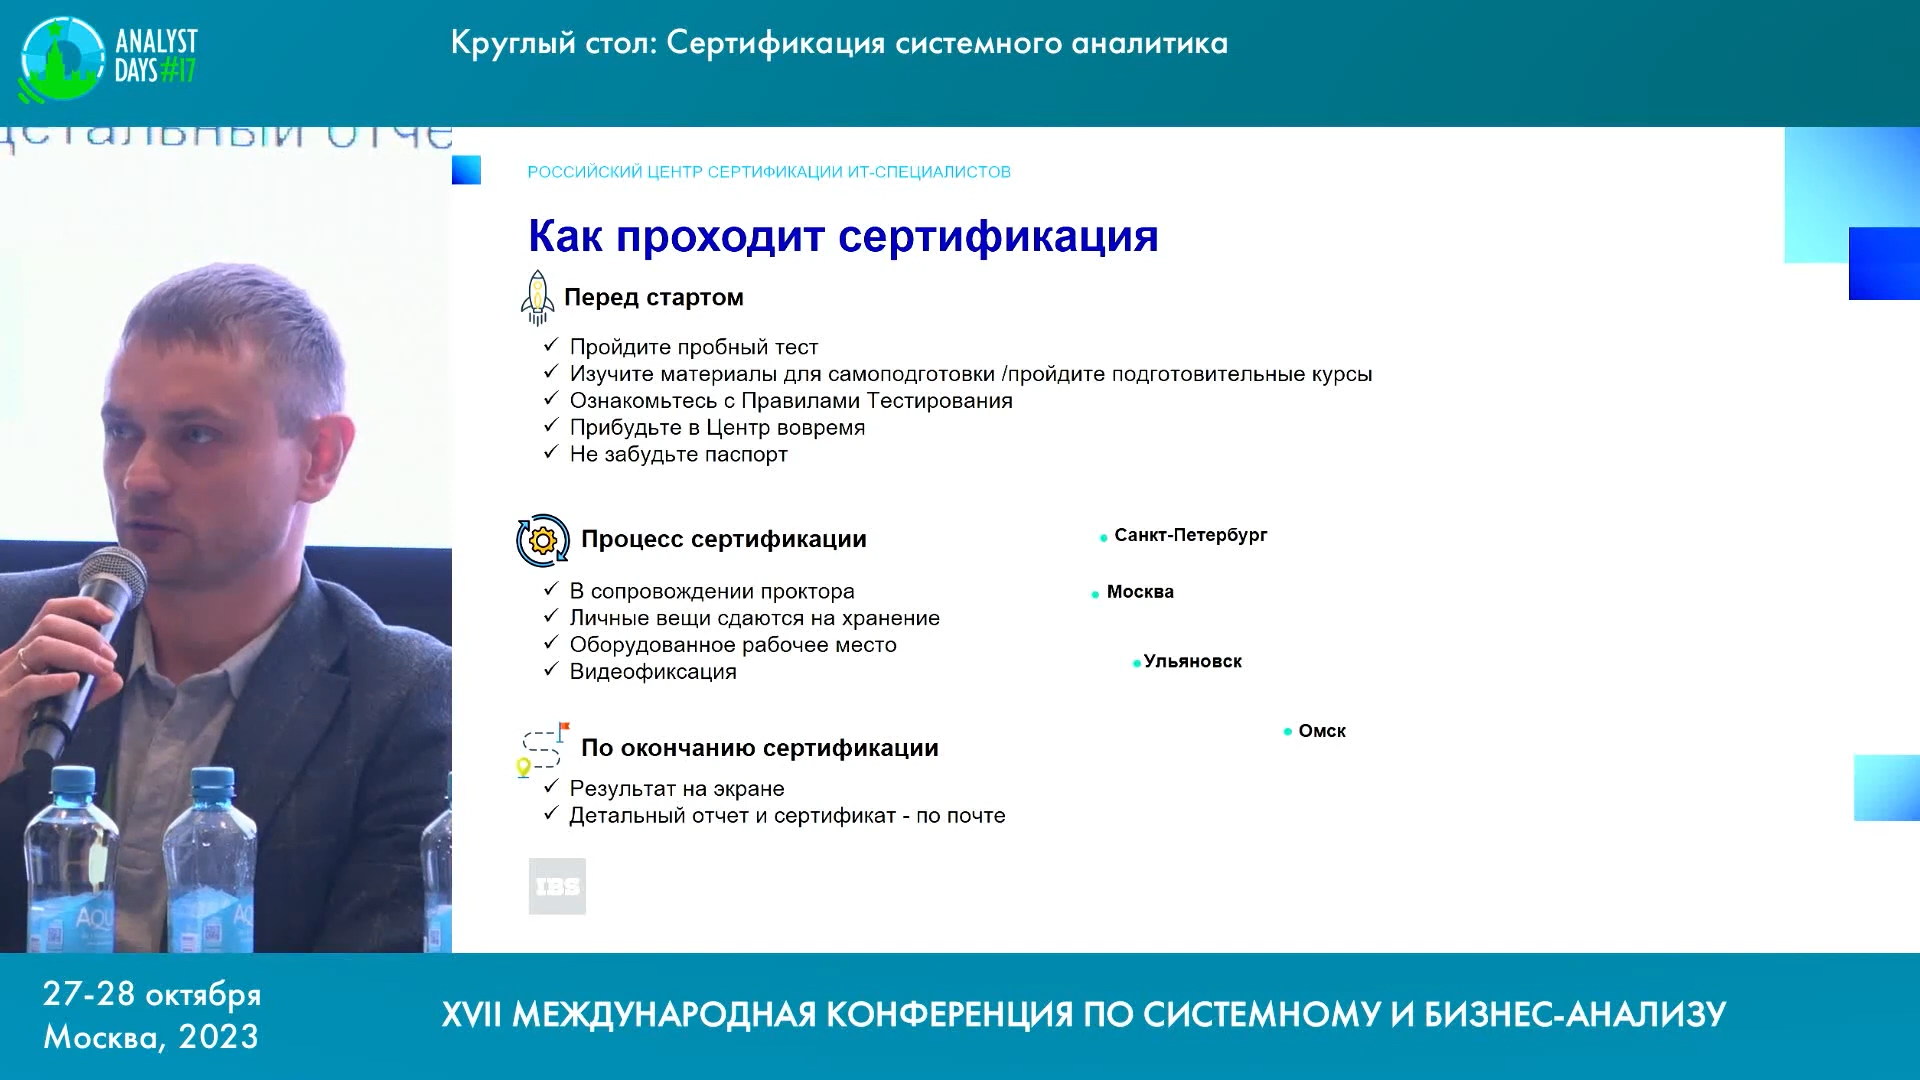 ANALYST
DAYS #17
Круглый стол: Сертификация системного аналитика
РОССИЙСКИЙ ЦЕНТР СЕРТИФИКАЦИИ ИТ-СПЕЦИАЛИСТОВ
Как проходит сертификация
Перед стартом
✓ Пройдите пробный тест
✓ Изучите материалы для самоподготовки /пройдите подготовительные курсы
✓ Ознакомьтесь с Правилами Тестирования
✓ Прибудьте в Центр вовремя
✓ Не забудьте паспорт
Процесс сертификации
✓ В сопровождении проктора
✓ Личные вещи сдаются на хранение
✓ Оборудованное рабочее место
✓ Видеофиксация
Санкт-Петербург
Москва
Ульяновск
Омск
По окончанию сертификации
✓ Результат на экране
✓ Детальный отчет и сертификат - по почте
IBS
27-28 октября
Москва, 2023
XVII МЕЖДУНАРОДНАЯ КОНФЕРЕНЦИЯ ПО СИСТЕМНОМУ И БИЗНЕС-АНАЛИЗУ